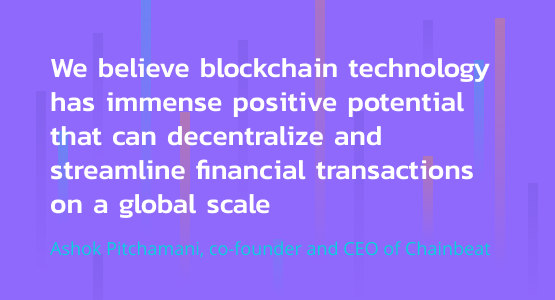 We believe blockchain technology
has immense positive potential
that can decentralize and
streamline financial transactions
on a global scale
Ashok Pitchamani, co-founder and CEO of Chainbeat